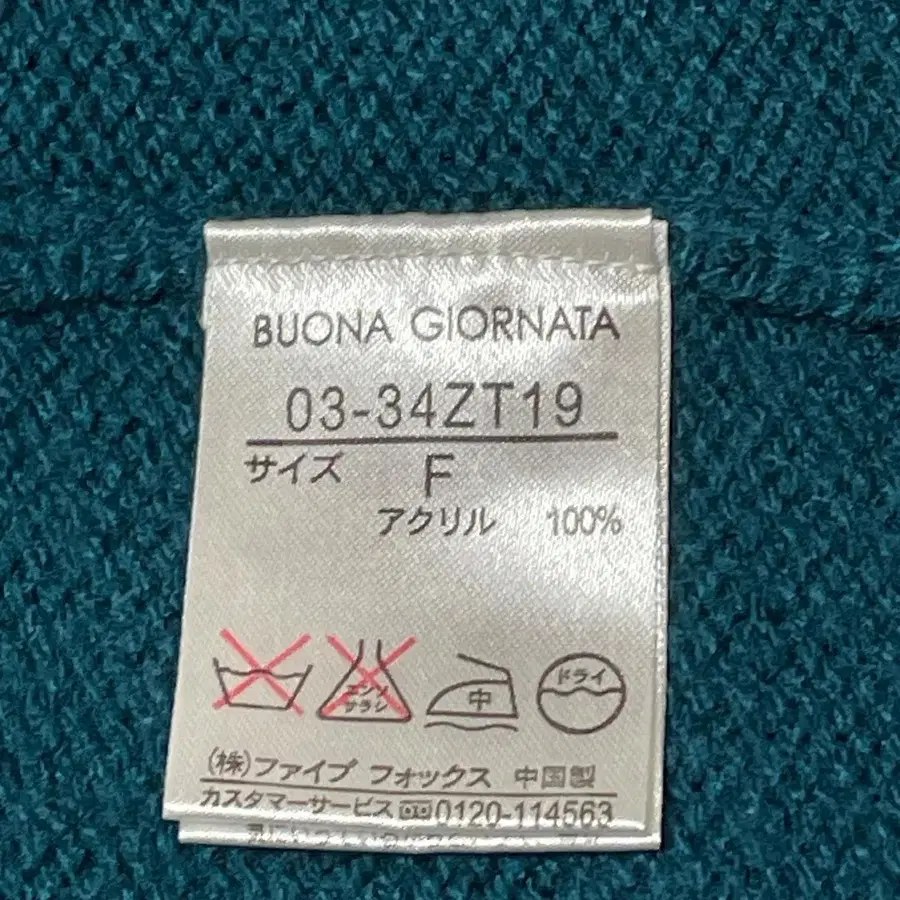 BUONA GIORNATA
03-34ZT19
サイズ F
アクリル 100%
エンソ
サラシ
中
ドライ
(株)ファイブ フォックス 中国製
カスタマーサービス 0120-114563